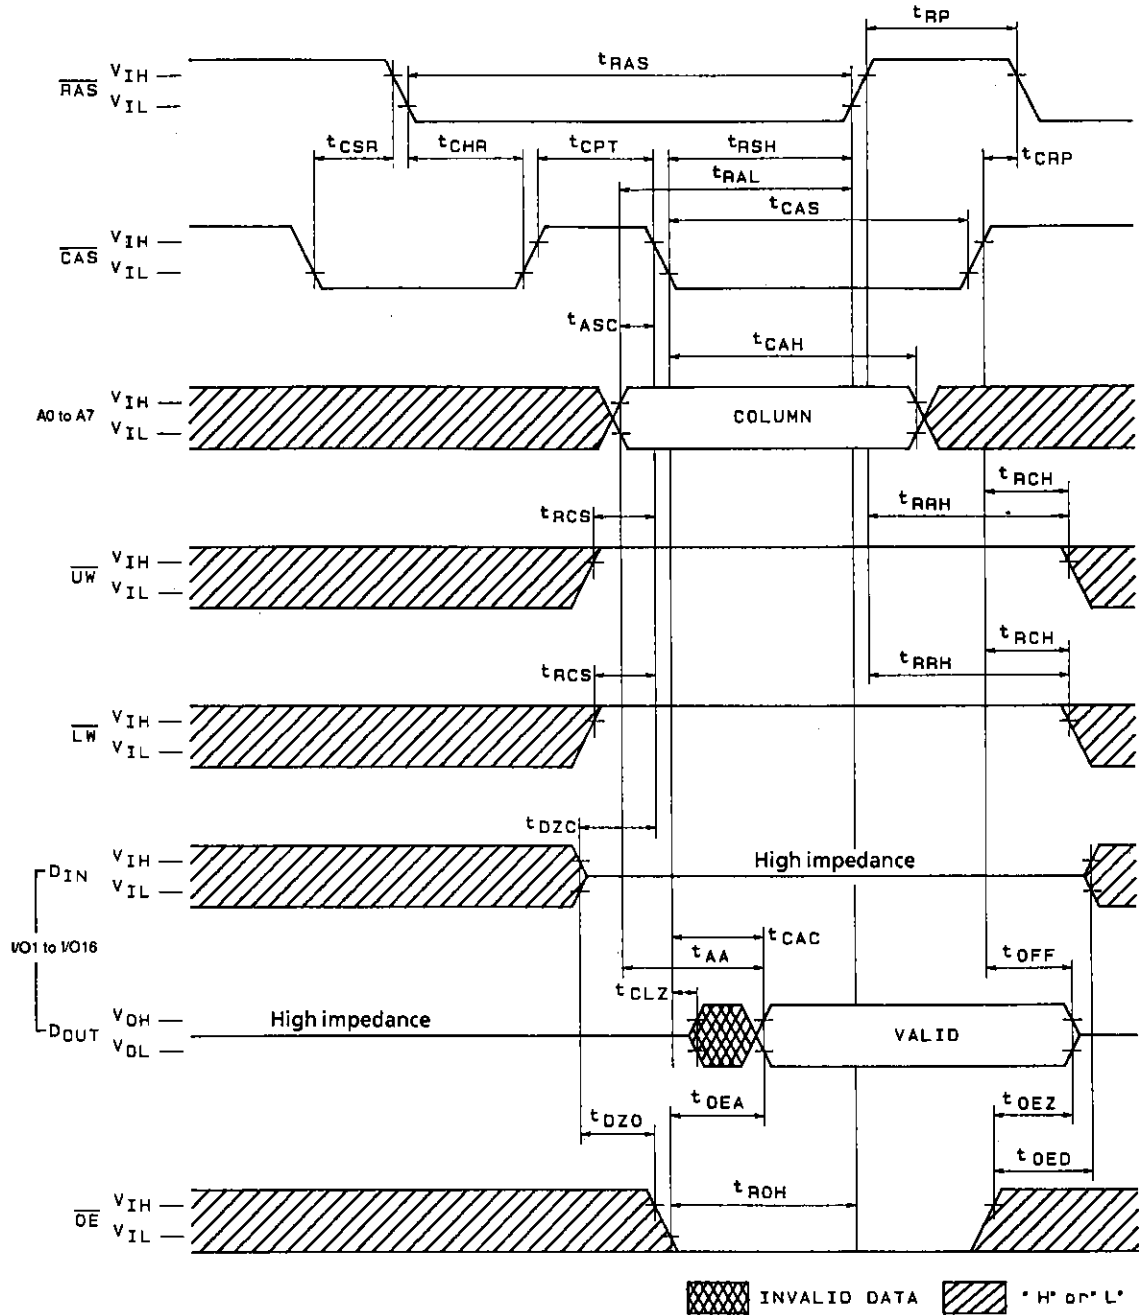 tRP
VIH
RAS
VIL
tRAS
tCSR
tCHR
tCPT
tRSH
tCRP
tRAL
tCAS
VIH
CAS
VIL
tASC
tCAH
VIH
A0 to A7
VIL
COLUMN
tRCH
tRRH
tRCS
VIH
UW
VIL
tRCH
tRRH
tRCS
VIH
LW
VIL
tDZC
VIH
DIN
VIL
High impedance
I/O1 to I/O16
tCAC
tAA
tOFF
tCLZ
VOH
DOUT
VOL
High impedance
VALID
tOEA
tOEZ
tDZO
tOED
tROH
VIH
OE
VIL
INVALID DATA
"H" or "L"